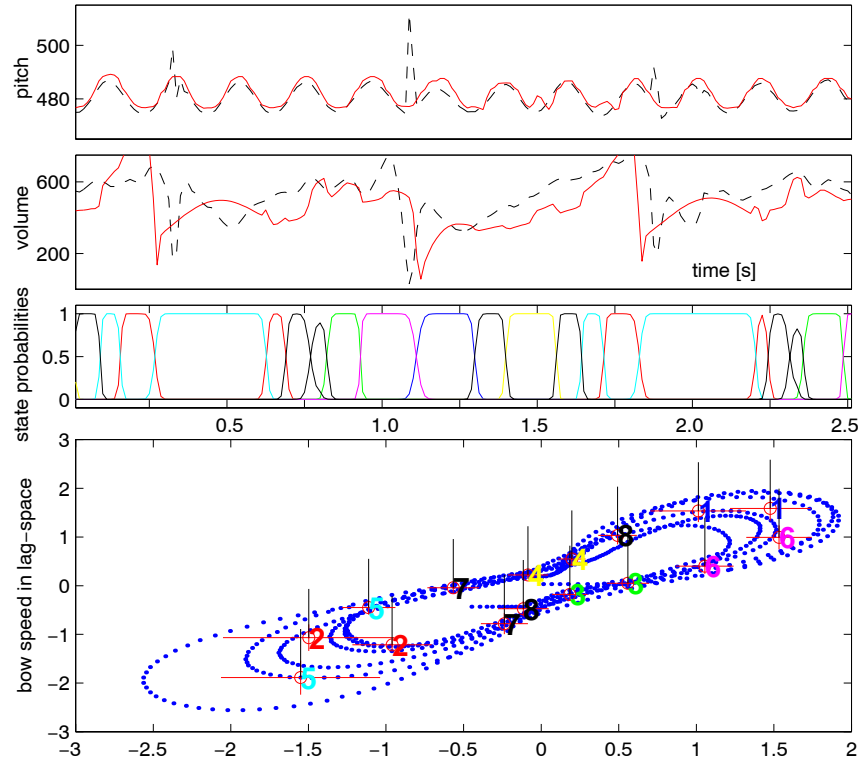 500
480
pitch
600
200
volume
time [s]
1
0.5
0
state probabilities
0.5 1.0 1.5 2.0 2.5
3
2
1
0
-1
-2
-3
bow speed in lag-space
1 1
8 6
4 4 6
7 3
5 8 3
2 2 7
5
-3 -2.5 -2 -1.5 -1 -0.5 0 0.5 1 1.5 2